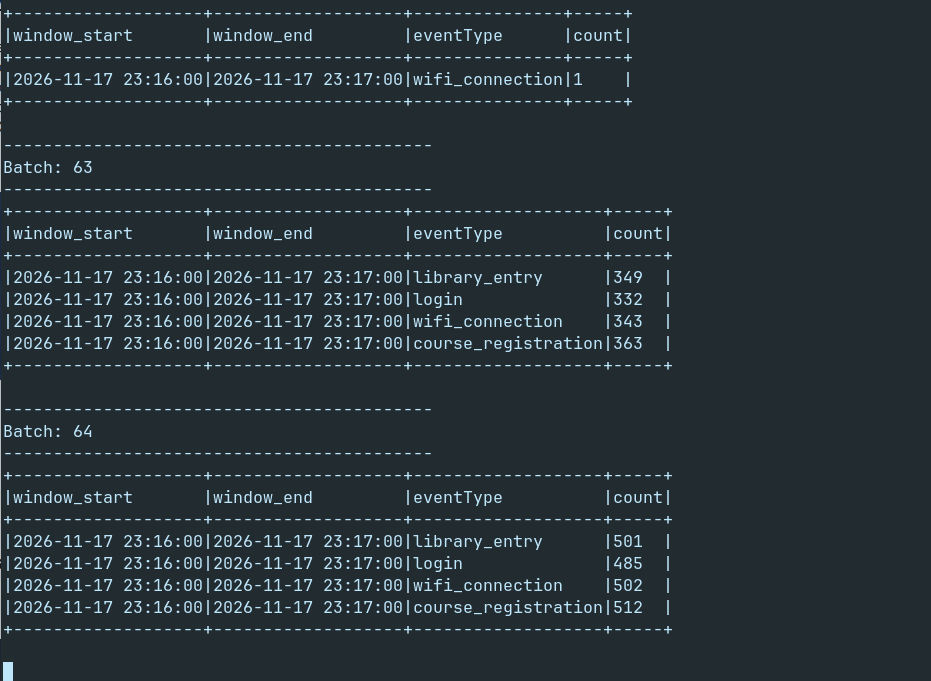 +-------------------+-------------------+---------------+-----+
|window_start       |window_end         |eventType      |count|
+-------------------+-------------------+---------------+-----+
|2026-11-17 23:16:00|2026-11-17 23:17:00|wifi_connection|1    |
+-------------------+-------------------+---------------+-----+
-------------------------------------------
Batch: 63
-------------------------------------------
+-------------------+-------------------+-------------------+-----+
|window_start       |window_end         |eventType          |count|
+-------------------+-------------------+-------------------+-----+
|2026-11-17 23:16:00|2026-11-17 23:17:00|library_entry      |349  |
|2026-11-17 23:16:00|2026-11-17 23:17:00|login              |332  |
|2026-11-17 23:16:00|2026-11-17 23:17:00|wifi_connection    |343  |
|2026-11-17 23:16:00|2026-11-17 23:17:00|course_registration|363  |
+-------------------+-------------------+-------------------+-----+
-------------------------------------------
Batch: 64
-------------------------------------------
+-------------------+-------------------+-------------------+-----+
|window_start       |window_end         |eventType          |count|
+-------------------+-------------------+-------------------+-----+
|2026-11-17 23:16:00|2026-11-17 23:17:00|library_entry      |501  |
|2026-11-17 23:16:00|2026-11-17 23:17:00|login              |485  |
|2026-11-17 23:16:00|2026-11-17 23:17:00|wifi_connection    |502  |
|2026-11-17 23:16:00|2026-11-17 23:17:00|course_registration|512  |
+-------------------+-------------------+-------------------+-----+